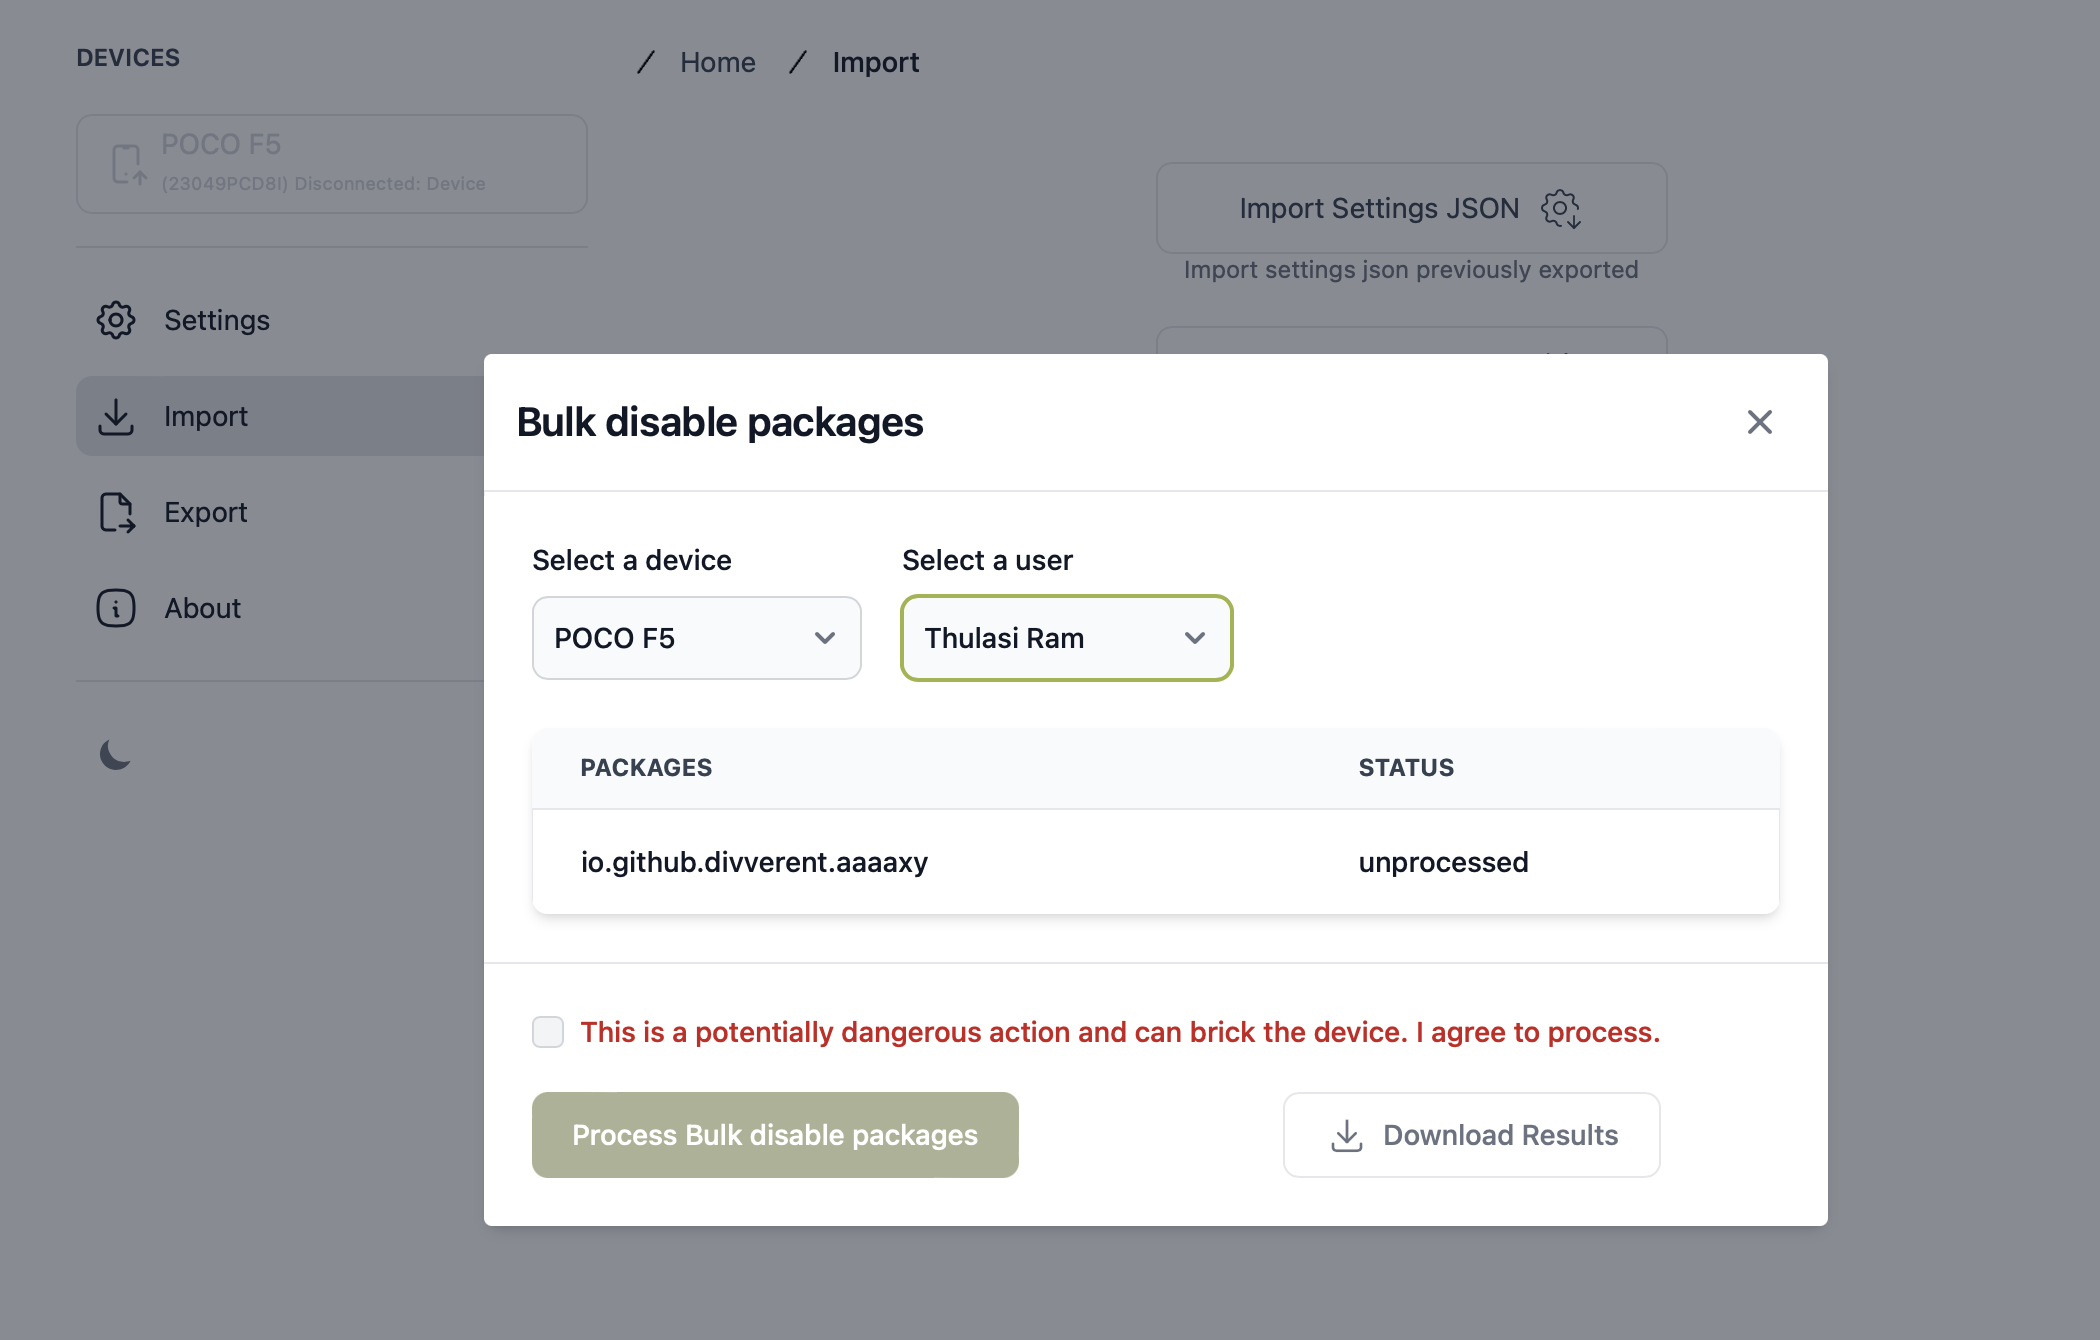 DEVICES
/ Home / Import
POCO F5
(23049PCD8I) Disconnected: Device
Import Settings JSON
Import settings json previously exported
Settings
Import
Export
About
Bulk disable packages
Select a device
Select a user
POCO F5
Thulasi Ram
PACKAGES
STATUS
io.github.divverent.aaaaxy
unprocessed
This is a potentially dangerous action and can brick the device. I agree to process.
Process Bulk disable packages
Download Results